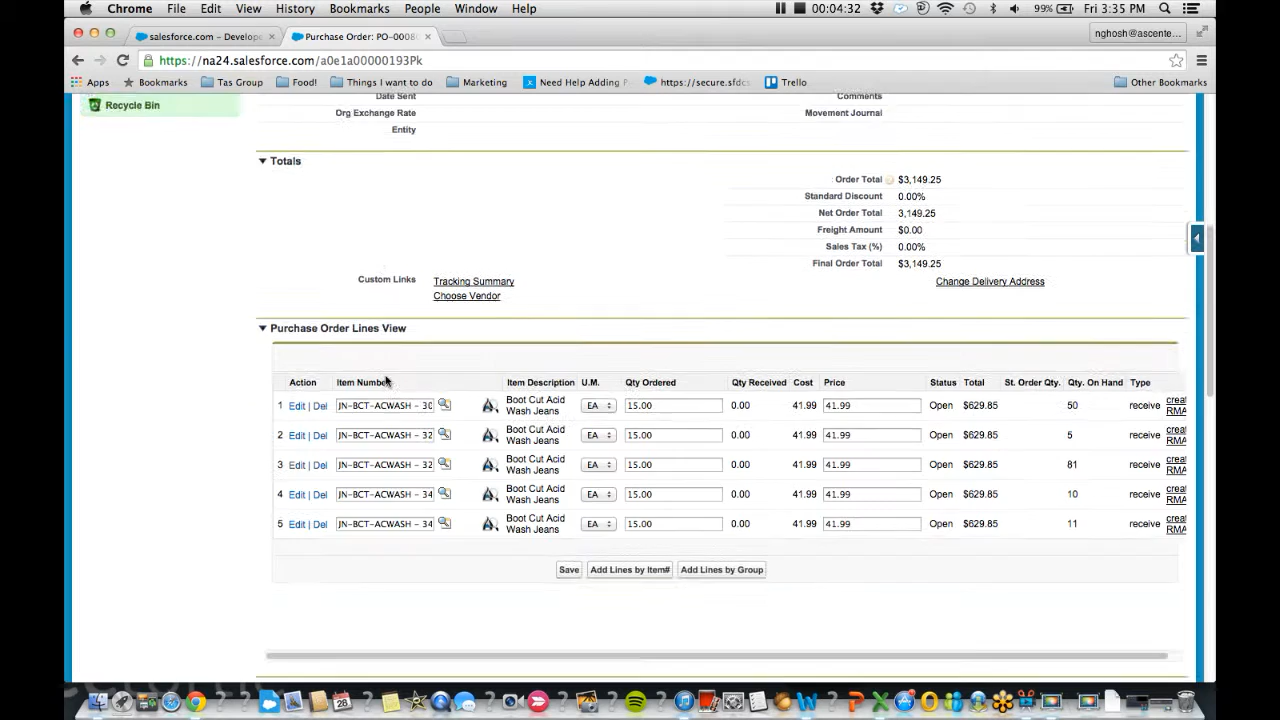 Chrome File Edit View History Bookmarks People Window Help 00:04:32 99% Fri 3:35 PM
salesforce.com – Develope × Purchase Order: PO-0008 × nghosh@ascente...
https://na24.salesforce.com/a0e1a00000193Pk
Apps Bookmarks Tas Group Food! Things I want to do Marketing Need Help Adding P https://secure.sfdc Trello Other Bookmarks
Recycle Bin
Date Sent Comments
Org Exchange Rate Movement Journal
Entity
Totals
Order Total $3,149.25
Standard Discount 0.00%
Net Order Total 3,149.25
Freight Amount $0.00
Sales Tax (%) 0.00%
Final Order Total $3,149.25
Custom Links Tracking Summary Change Delivery Address
Choose Vendor
Purchase Order Lines View
Action Item Number Item Description U.M. Qty Ordered Qty Received Cost Price Status Total St. Order Qty. Qty. On Hand Type
1 Edit | Del JN-BCT-ACWASH – 30 Boot Cut Acid Wash Jeans EA 15.00 0.00 41.99 41.99 Open $629.85 50 receive creat RMA
2 Edit | Del JN-BCT-ACWASH – 32 Boot Cut Acid Wash Jeans EA 15.00 0.00 41.99 41.99 Open $629.85 5 receive creat RMA
3 Edit | Del JN-BCT-ACWASH – 32 Boot Cut Acid Wash Jeans EA 15.00 0.00 41.99 41.99 Open $629.85 81 receive creat RMA
4 Edit | Del JN-BCT-ACWASH – 34 Boot Cut Acid Wash Jeans EA 15.00 0.00 41.99 41.99 Open $629.85 10 receive creat RMA
5 Edit | Del JN-BCT-ACWASH – 34 Boot Cut Acid Wash Jeans EA 15.00 0.00 41.99 41.99 Open $629.85 11 receive creat RMA
Save Add Lines by Item# Add Lines by Group
28